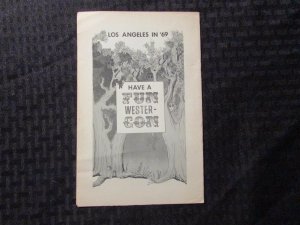 LOS ANGELES IN '69
HAVE A
FUN
WESTER-
CON